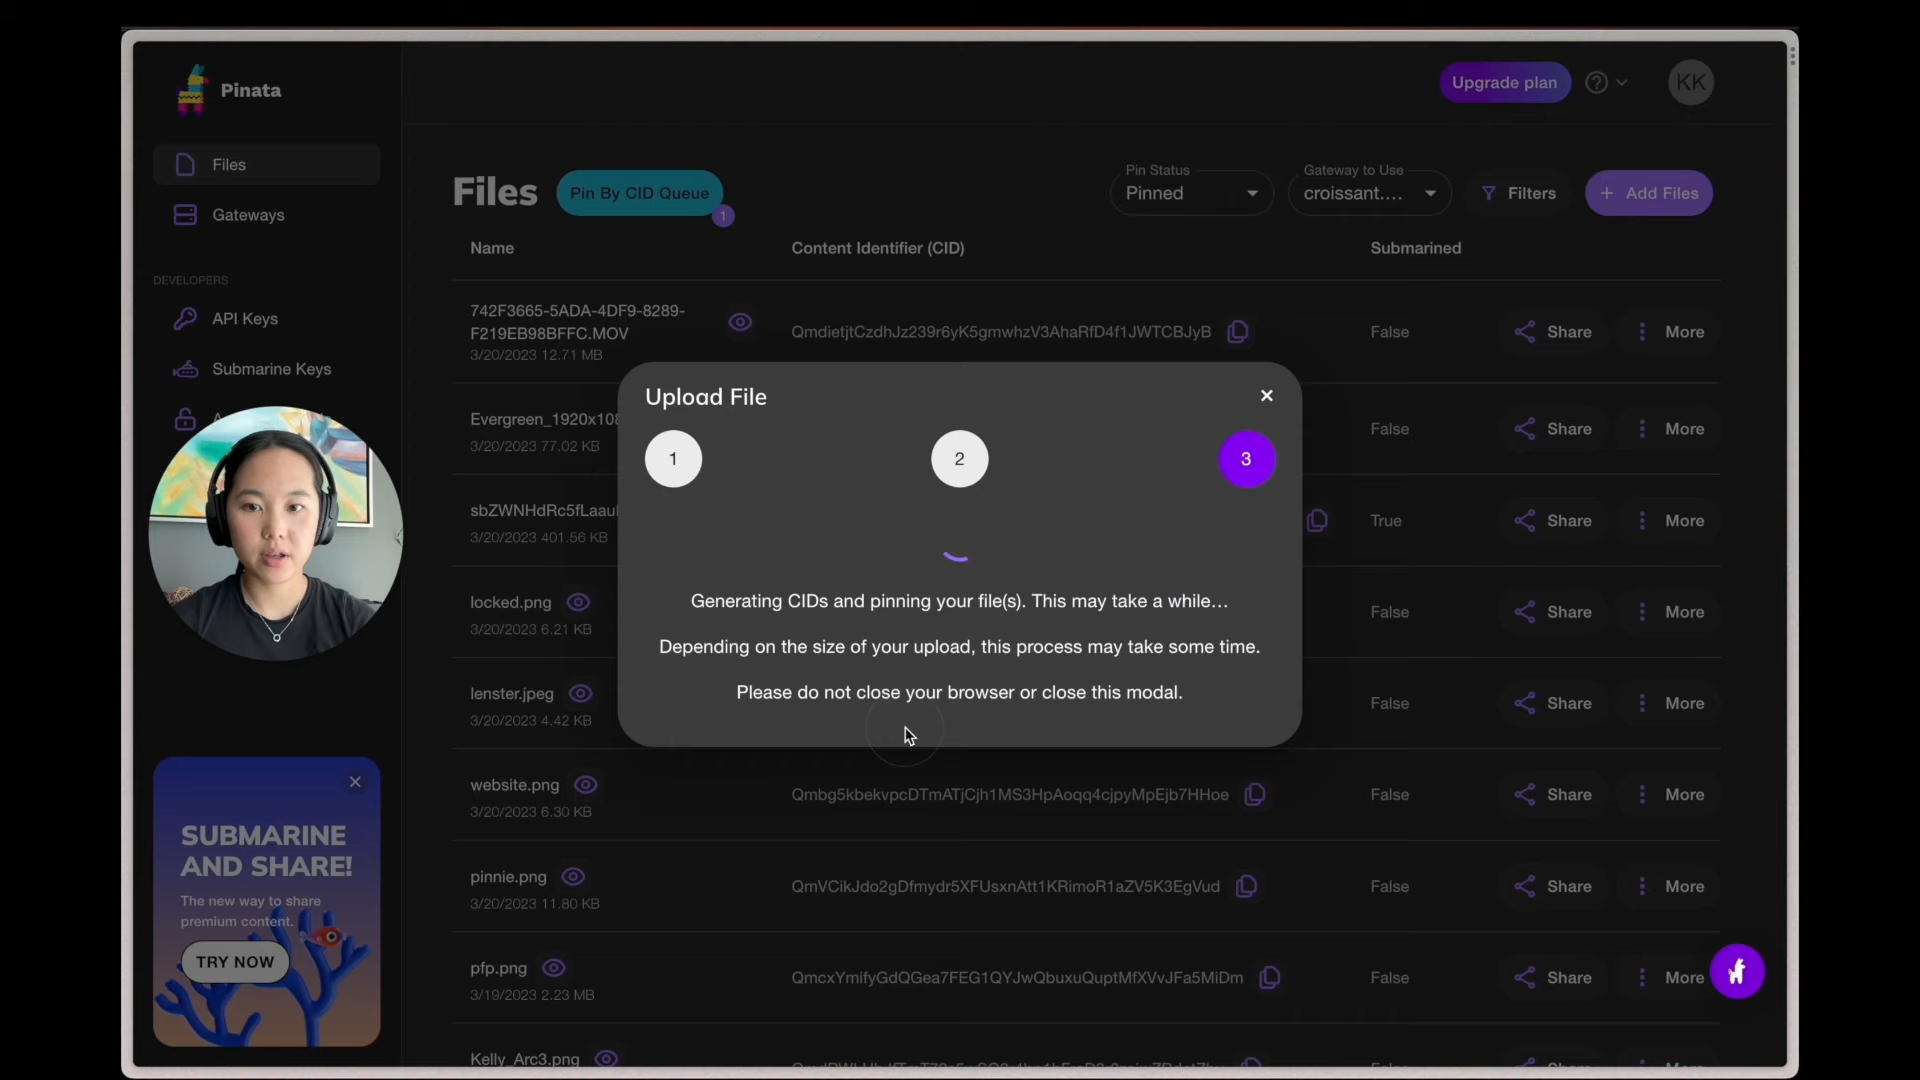 Pinata
Upgrade plan
KK
Files
Gateways
DEVELOPERS
API Keys
Submarine Keys
SUBMARINE
AND SHARE!
The new way to share
premium content.
TRY NOW
Files
Pin By CID Queue
1
Pin Status
Pinned
Gateway to Use
croissant....
Filters
+ Add Files
Name
Content Identifier (CID)
Submarined
742F3665-5ADA-4DF9-8289-
F219EB98BFFC.MOV
3/20/2023 12.71 MB
QmdietjtCzdhJz239r6yK5gmwhzV3AhaRfD4f1JWTCBJyB
False
Share
More
Evergreen_1920x108
3/20/2023 77.02 KB
False
Share
More
sbZWNHdRc5fLaaul
3/20/2023 401.56 KB
True
Share
More
locked.png
3/20/2023 6.21 KB
False
Share
More
lenster.jpeg
3/20/2023 4.42 KB
False
Share
More
website.png
3/20/2023 6.30 KB
Qmbg5kbekvpcDTmATjCjh1MS3HpAoqq4cjpyMpEjb7HHoe
False
Share
More
pinnie.png
3/20/2023 11.80 KB
QmVCikJdo2gDfmydr5XFUsxnAtt1KRimoR1aZV5K3EgVud
False
Share
More
pfp.png
3/19/2023 2.23 MB
QmcxYmifyGdQGea7FEG1QYJwQbuxuQuptMfXVvJFa5MiDm
False
Share
More
Kelly_Arc3.png
Upload File
1
2
3
Generating CIDs and pinning your file(s). This may take a while...
Depending on the size of your upload, this process may take some time.
Please do not close your browser or close this modal.